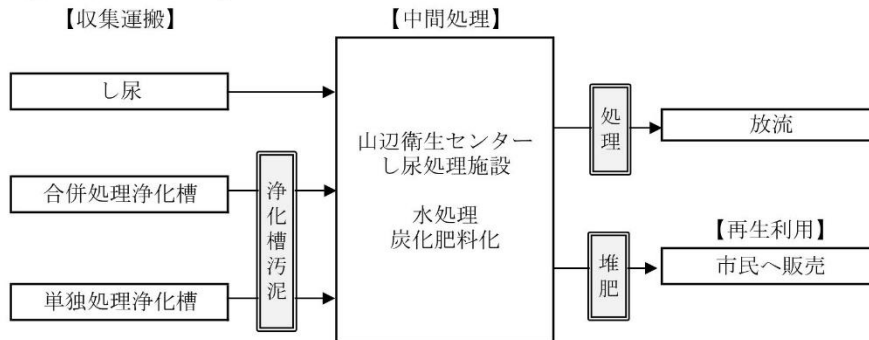 【収集運搬】
【中間処理】
し尿
合併処理浄化槽
単独処理浄化槽
浄化槽汚泥
山辺衛生センター
し尿処理施設
水処理
炭化肥料化
処理
放流
堆肥
【再生利用】
市民へ販売